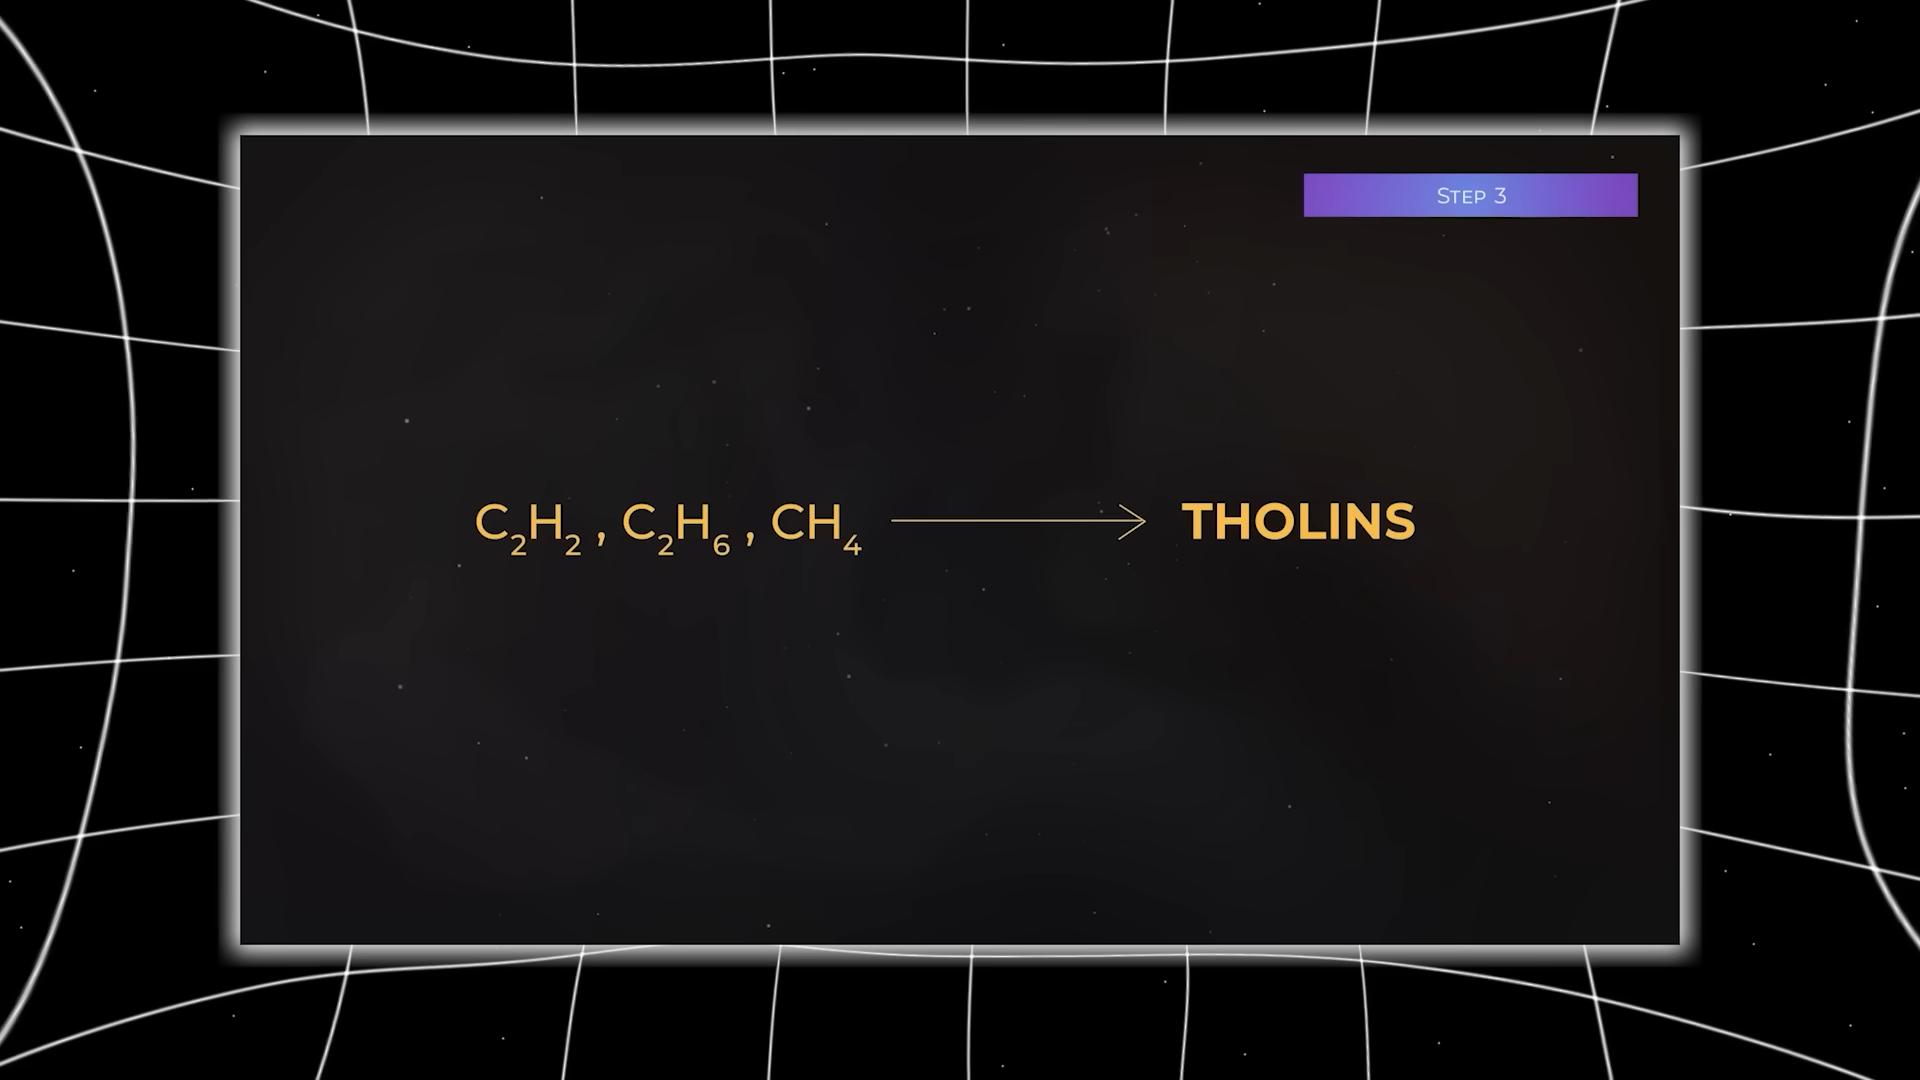 Step 3
C₂H₂ , C₂H₆ , CH₄ → THOLINS